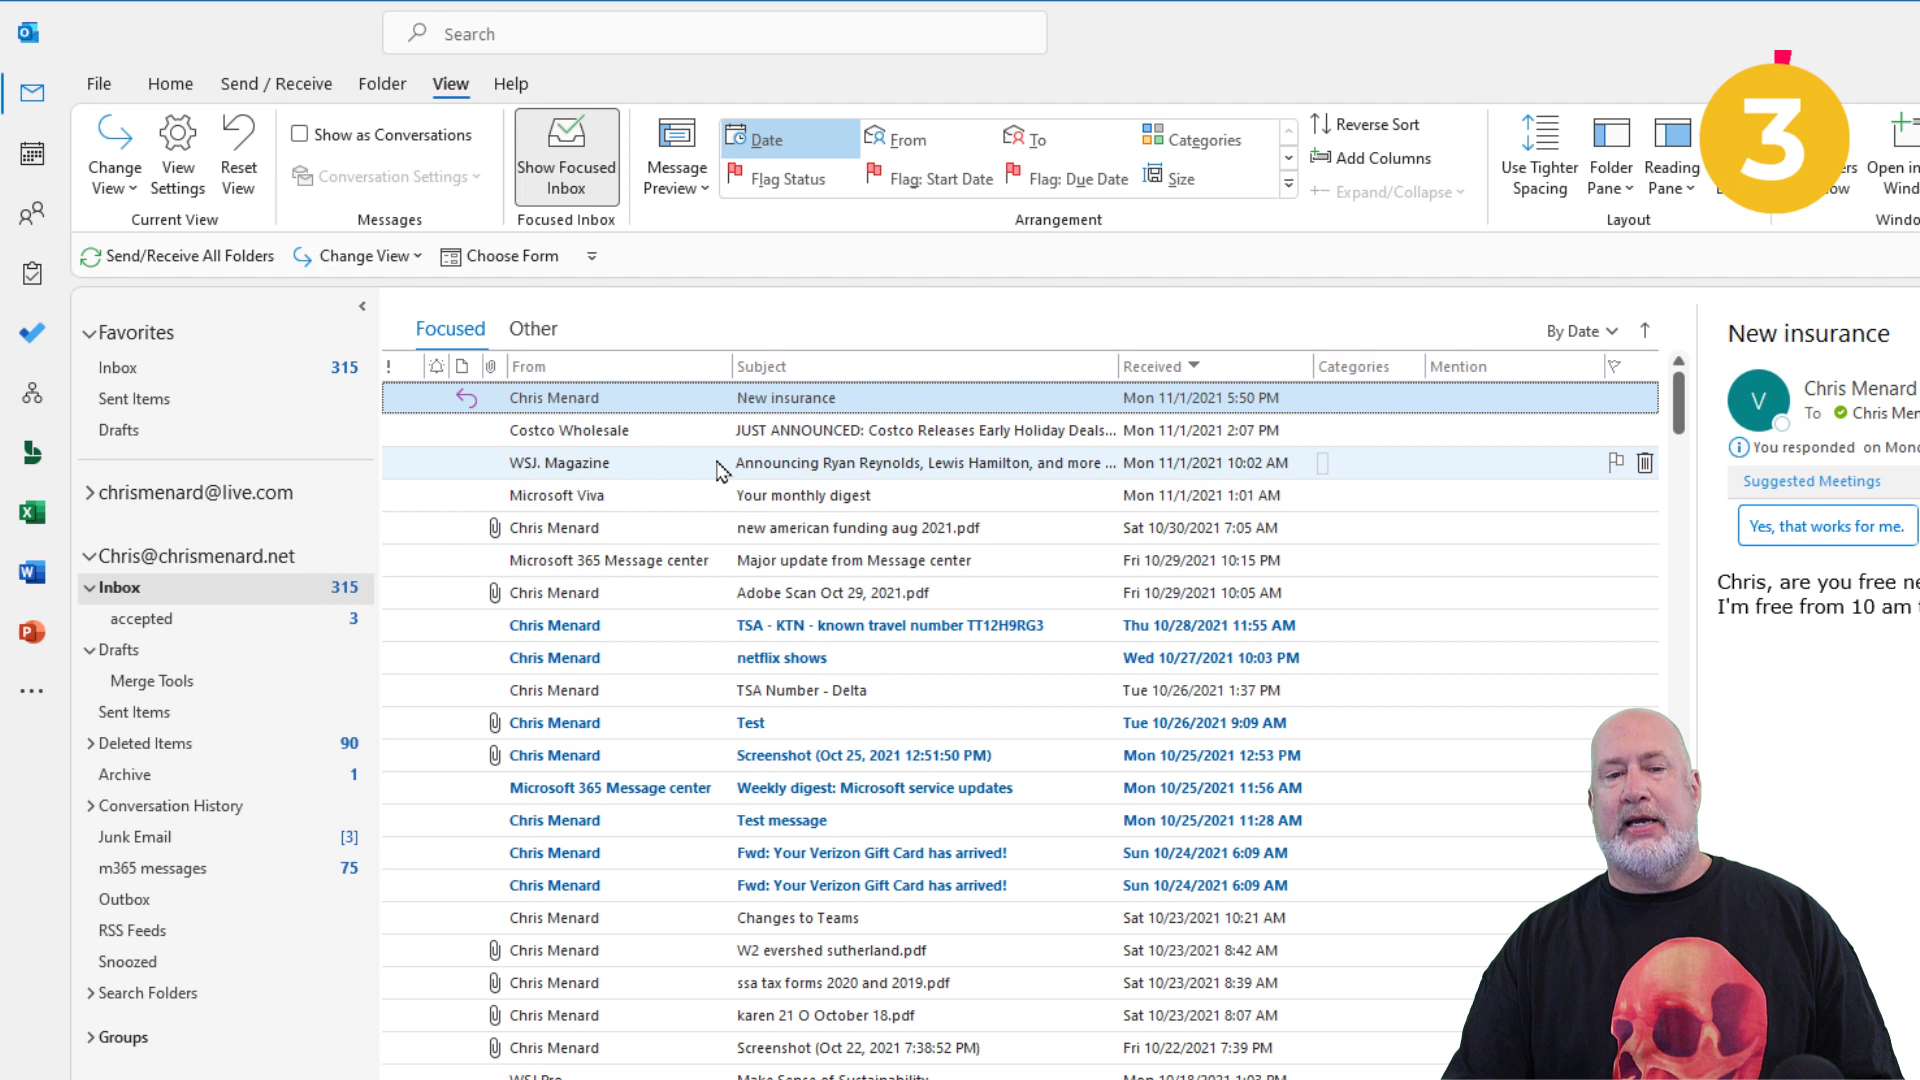 Search
File Home Send / Receive Folder View Help
Change View
View Settings
Reset View
Current View
Show as Conversations
Conversation Settings
Messages
Show Focused Inbox
Focused Inbox
Message Preview
Date From To Categories
Flag Status Flag: Start Date Flag: Due Date Size
Arrangement
Reverse Sort
Add Columns
Expand/Collapse
Use Tighter Spacing
Folder Pane
Reading Pane
Layout
3
Open in
Send/Receive All Folders Change View Choose Form
Favorites
Inbox 315
Sent Items
Drafts
chrismenard@live.com
Chris@chrismenard.net
Inbox 315
accepted 3
Drafts
Merge Tools
Sent Items
Deleted Items 90
Archive 1
Conversation History
Junk Email [3]
m365 messages 75
Outbox
RSS Feeds
Snoozed
Search Folders
Groups
Focused Other By Date
! From Subject Received Categories Mention
Chris Menard New insurance Mon 11/1/2021 5:50 PM
Costco Wholesale JUST ANNOUNCED: Costco Releases Early Holiday Deals... Mon 11/1/2021 2:07 PM
WSJ. Magazine Announcing Ryan Reynolds, Lewis Hamilton, and more ... Mon 11/1/2021 10:02 AM
Microsoft Viva Your monthly digest Mon 11/1/2021 1:01 AM
Chris Menard new american funding aug 2021.pdf Sat 10/30/2021 7:05 AM
Microsoft 365 Message center Major update from Message center Fri 10/29/2021 10:15 PM
Chris Menard Adobe Scan Oct 29, 2021.pdf Fri 10/29/2021 10:05 AM
Chris Menard TSA - KTN - known travel number TT12H9RG3 Thu 10/28/2021 11:55 AM
Chris Menard netflix shows Wed 10/27/2021 10:03 PM
Chris Menard TSA Number - Delta Tue 10/26/2021 1:37 PM
Chris Menard Test Tue 10/26/2021 9:09 AM
Chris Menard Screenshot (Oct 25, 2021 12:51:50 PM) Mon 10/25/2021 12:53 PM
Microsoft 365 Message center Weekly digest: Microsoft service updates Mon 10/25/2021 11:56 AM
Chris Menard Test message Mon 10/25/2021 11:28 AM
Chris Menard Fwd: Your Verizon Gift Card has arrived! Sun 10/24/2021 6:09 AM
Chris Menard Fwd: Your Verizon Gift Card has arrived! Sun 10/24/2021 6:09 AM
Chris Menard Changes to Teams Sat 10/23/2021 10:21 AM
Chris Menard W2 evershed sutherland.pdf Sat 10/23/2021 8:42 AM
Chris Menard ssa tax forms 2020 and 2019.pdf Sat 10/23/2021 8:39 AM
Chris Menard karen 21 O October 18.pdf Sat 10/23/2021 8:07 AM
Chris Menard Screenshot (Oct 22, 2021 7:38:52 PM) Fri 10/22/2021 7:39 PM
New insurance
V
Chris Menard
To Chris Men
You responded on Mond
Suggested Meetings
Yes, that works for me.
Chris, are you free ne
I'm free from 10 am